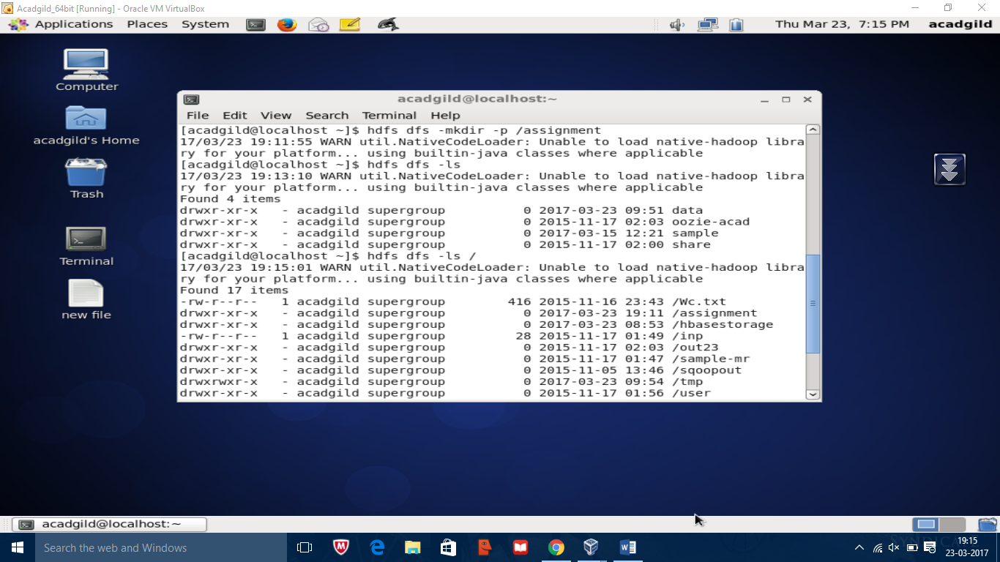 Acadgild_64bit [Running] - Oracle VM VirtualBox
Applications Places System Thu Mar 23, 7:15 PM acadgild
Computer
acadgild's Home
Trash
Terminal
new file
acadgild@localhost:~
File Edit View Search Terminal Help
[acadgild@localhost ~]$ hdfs dfs -mkdir -p /assignment
17/03/23 19:11:55 WARN util.NativeCodeLoader: Unable to load native-hadoop libra
ry for your platform... using builtin-java classes where applicable
[acadgild@localhost ~]$ hdfs dfs -ls
17/03/23 19:13:10 WARN util.NativeCodeLoader: Unable to load native-hadoop libra
ry for your platform... using builtin-java classes where applicable
Found 4 items
drwxr-xr-x   - acadgild supergroup          0 2017-03-23 09:51 data
drwxr-xr-x   - acadgild supergroup          0 2015-11-17 02:03 oozie-acad
drwxr-xr-x   - acadgild supergroup          0 2017-03-15 12:21 sample
drwxr-xr-x   - acadgild supergroup          0 2015-11-17 02:00 share
[acadgild@localhost ~]$ hdfs dfs -ls /
17/03/23 19:15:01 WARN util.NativeCodeLoader: Unable to load native-hadoop libra
ry for your platform... using builtin-java classes where applicable
Found 17 items
-rw-r--r--   1 acadgild supergroup        416 2015-11-16 23:43 /Wc.txt
drwxr-xr-x   - acadgild supergroup          0 2017-03-23 19:11 /assignment
drwxr-xr-x   - acadgild supergroup          0 2017-03-23 08:53 /hbasestorage
-rw-r--r--   1 acadgild supergroup         28 2015-11-17 01:49 /inp
drwxr-xr-x   - acadgild supergroup          0 2015-11-17 02:03 /out23
drwxr-xr-x   - acadgild supergroup          0 2015-11-17 01:47 /sample-mr
drwxr-xr-x   - acadgild supergroup          0 2015-11-05 13:46 /sqoopout
drwxrwxr-x   - acadgild supergroup          0 2017-03-23 09:54 /tmp
drwxr-xr-x   - acadgild supergroup          0 2015-11-17 01:56 /user
acadgild@localhost:~
Search the web and Windows
19:15
23-03-2017